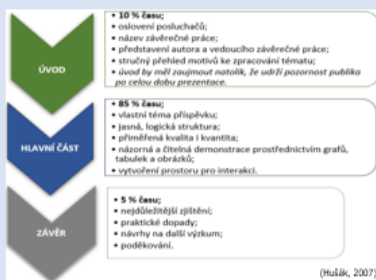 • 10 % času;
• oslovení posluchačů;
• název závěrečné práce;
• představení autora a vedoucího závěrečné práce;
• stručný přehled motivů ke zpracování tématu;
• úvod by měl zaujmout natolik, že udrží pozornost publika
po celou dobu prezentace.
ÚVOD
• 85 % času;
• vlastní téma příspěvku;
• jasná, logická struktura;
• přiměřená kvalita i kvantita;
• názorná a čitelná demonstrace prostřednictvím grafů,
tabulek a obrázků;
• vytvoření prostoru pro interakci.
HLAVNÍ ČÁST
• 5 % času;
• nejdůležitější zjištění;
• praktické dopady;
• návrhy na další výzkum;
• poděkování.
ZÁVĚR
(Hušák, 2007)